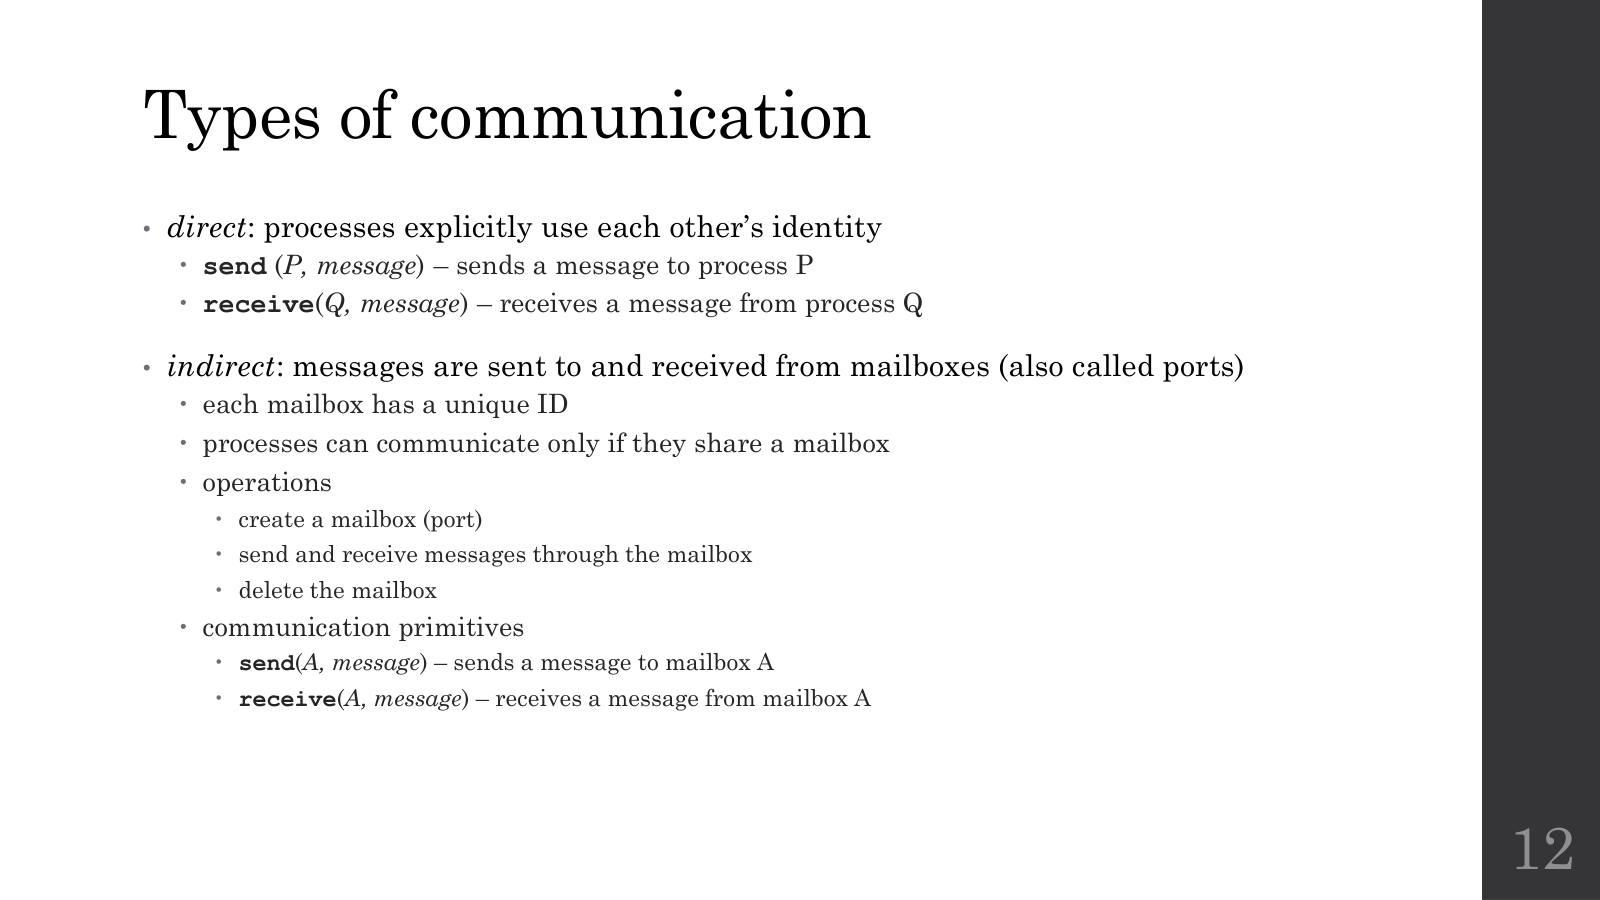 Types of communication
• direct: processes explicitly use each other’s identity
• send (P, message) – sends a message to process P
• receive(Q, message) – receives a message from process Q
• indirect: messages are sent to and received from mailboxes (also called ports)
• each mailbox has a unique ID
• processes can communicate only if they share a mailbox
• operations
• create a mailbox (port)
• send and receive messages through the mailbox
• delete the mailbox
• communication primitives
• send(A, message) – sends a message to mailbox A
• receive(A, message) – receives a message from mailbox A
12